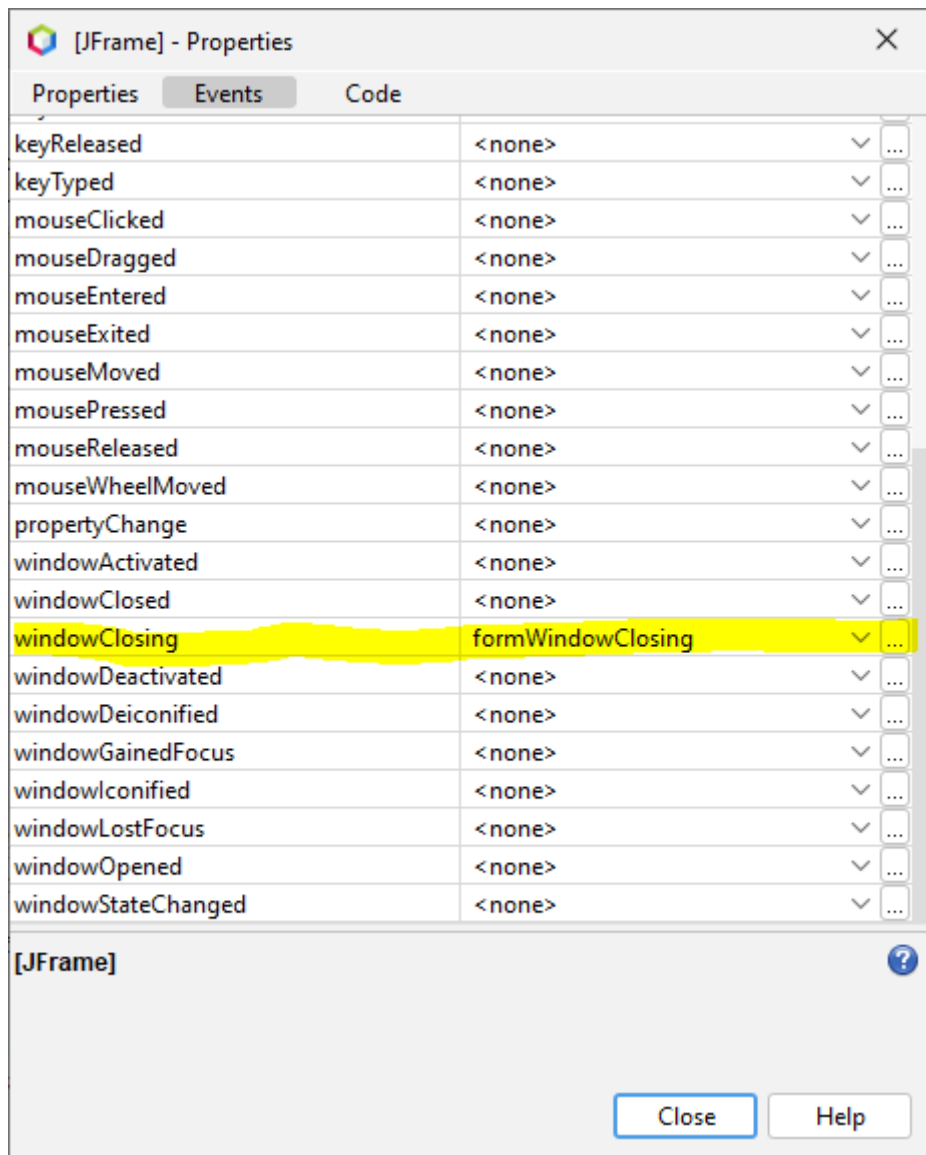 [JFrame] - Properties
Properties Events Code
keyReleased <none> ...
keyTyped <none> ...
mouseClicked <none> ...
mouseDragged <none> ...
mouseEntered <none> ...
mouseExited <none> ...
mouseMoved <none> ...
mousePressed <none> ...
mouseReleased <none> ...
mouseWheelMoved <none> ...
propertyChange <none> ...
windowActivated <none> ...
windowClosed <none> ...
windowClosing formWindowClosing ...
windowDeactivated <none> ...
windowDeiconified <none> ...
windowGainedFocus <none> ...
windowIconified <none> ...
windowLostFocus <none> ...
windowOpened <none> ...
windowStateChanged <none> ...
[JFrame] ?
Close Help